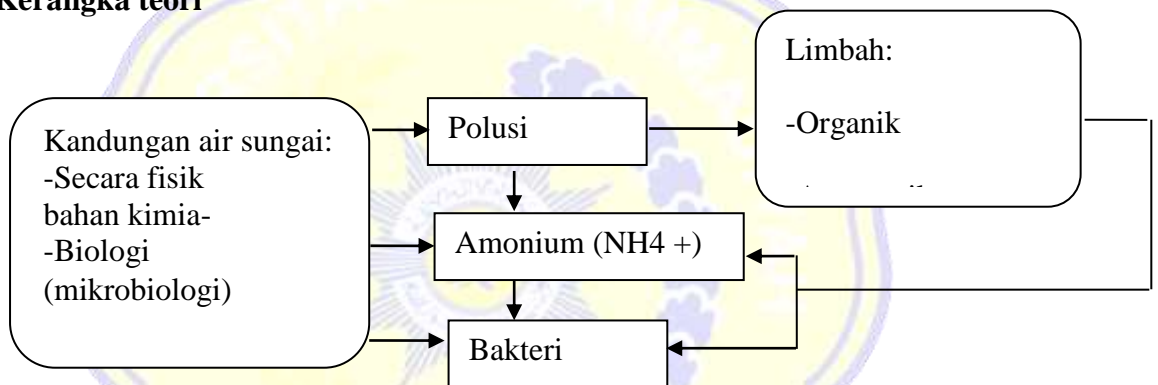 Kerangka teori
Kandungan air sungai:
-Secara fisik
bahan kimia-
-Biologi
(mikrobiologi)
Polusi
Amonium (NH4 +)
Bakteri
Limbah:
-Organik